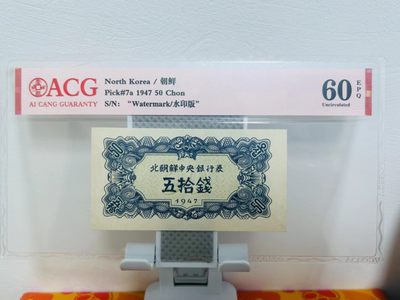 ACG
AI CANG GUARANTY
North Korea / 朝鮮
Pick#7a 1947 50 Chon
S/N: "Watermark/水印版"
60 EPQ
Uncirculated
北朝鮮中央銀行券
五拾錢
1947